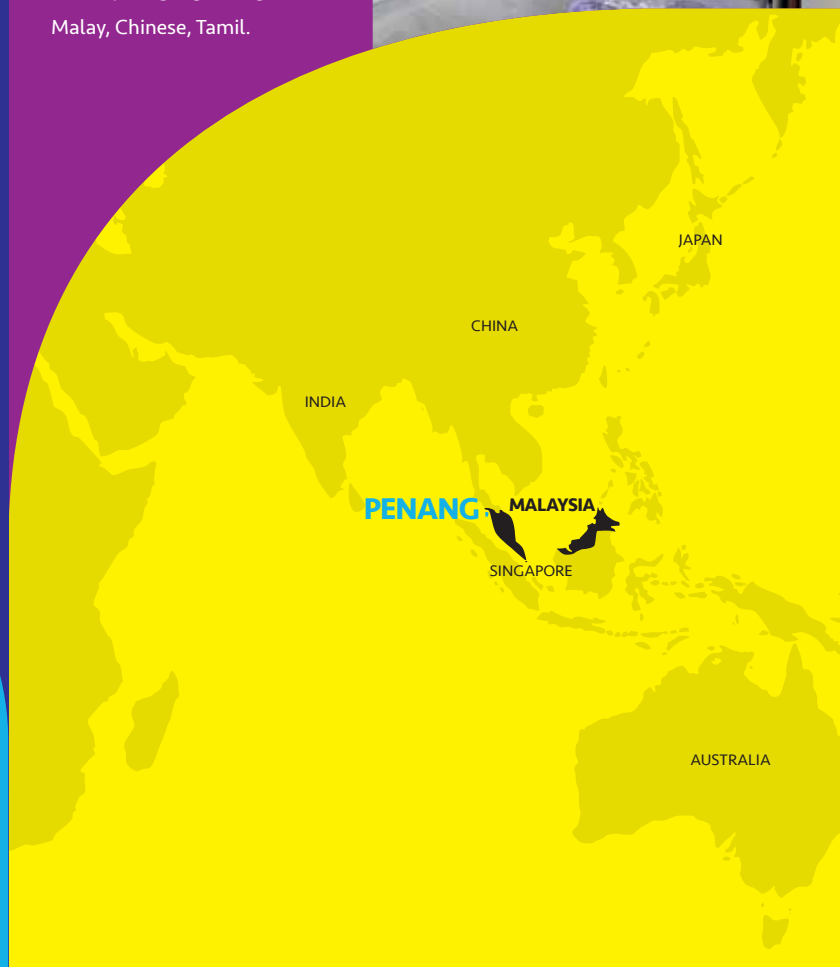 Malay, Chinese, Tamil.
JAPAN
CHINA
INDIA
PENANG
MALAYSIA
SINGAPORE
AUSTRALIA